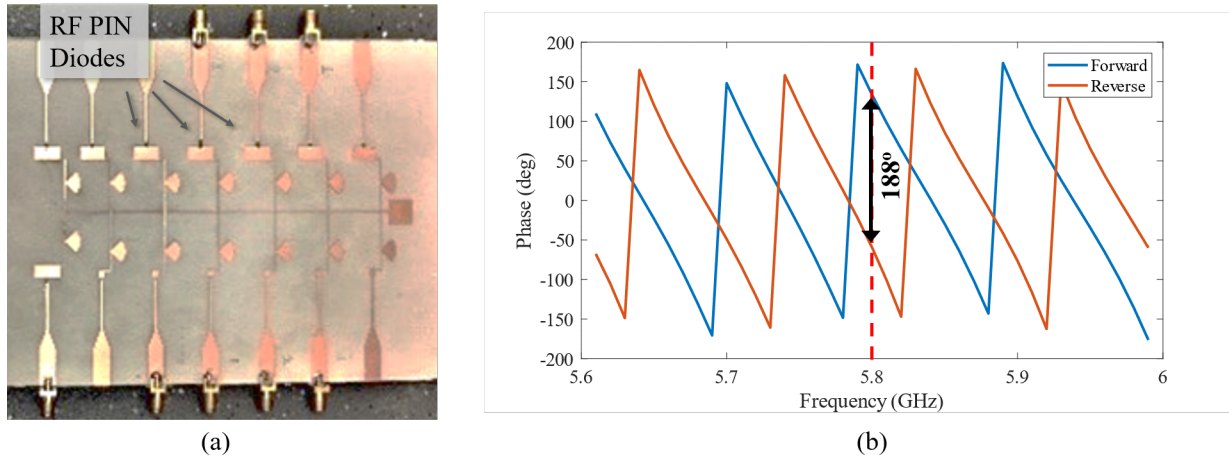 RF PIN
Diodes
(a)
200
150
100
50
0
-50
-100
-150
-200
Phase (deg)
5.6
5.7
5.8
5.9
6
Frequency (GHz)
Forward
Reverse
188º
(b)